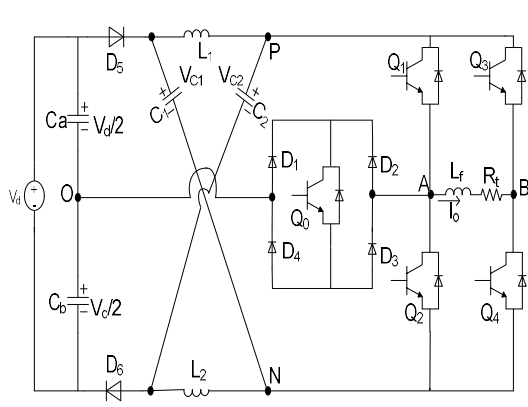 L1
P
D5
VC1
VC2
Q1
Q3
C1
C2
Ca
Vd/2
D1
D2
Vd
O
Q0
A
Lf
Rt
B
Io
D4
D3
Cb
Vc/2
Q2
Q4
D6
L2
N